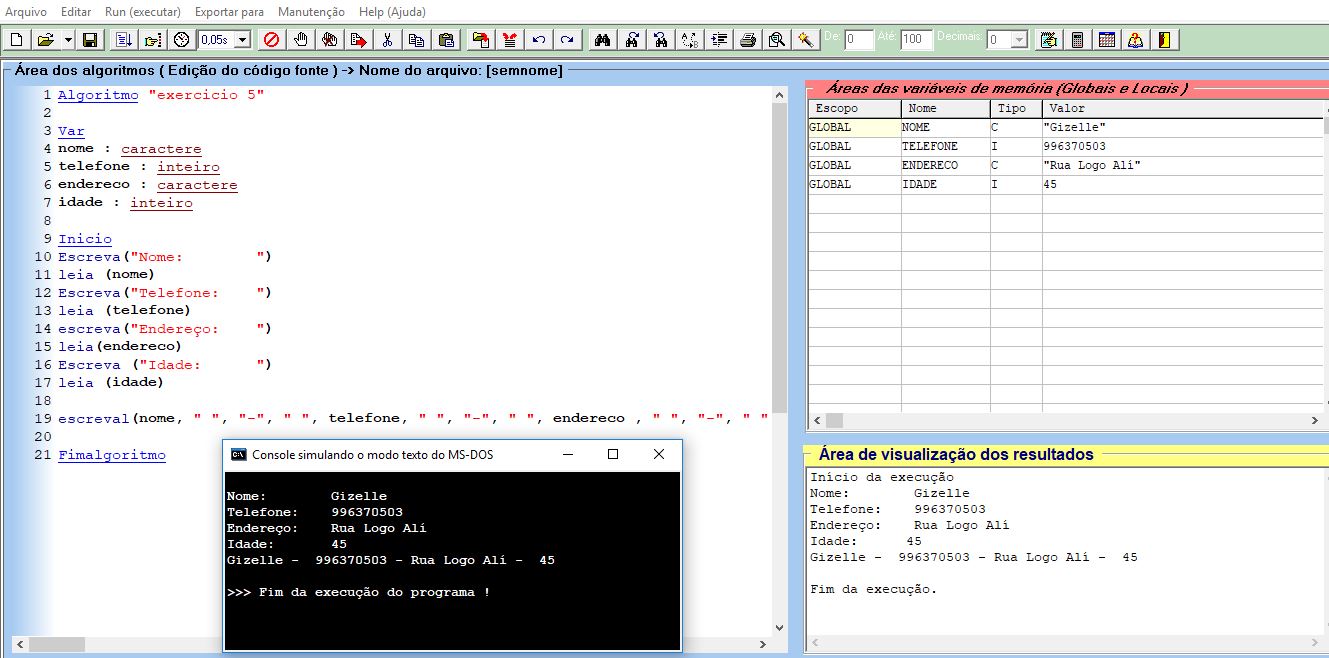 Arquivo Editar Run (executar) Exportar para Manutenção Help (Ajuda)
0,05s De: 0 Até: 100 Decimais: 0
Área dos algoritmos ( Edição do código fonte ) -> Nome do arquivo: [semnome]
1 Algoritmo "exercicio 5"
2
3 Var
4 nome : caractere
5 telefone : inteiro
6 endereco : caractere
7 idade : inteiro
8
9 Inicio
10 Escreva("Nome:         ")
11 leia (nome)
12 Escreva("Telefone:    ")
13 leia (telefone)
14 escreva("Endereço:    ")
15 leia(endereco)
16 Escreva ("Idade:      ")
17 leia (idade)
18
19 escreval(nome, " ", "-", " ", telefone, " ", "-", " ", endereco , " ", "-", " "
20
21 Fimalgoritmo
Console simulando o modo texto do MS-DOS
Nome:        Gizelle
Telefone:    996370503
Endereço:    Rua Logo Alí
Idade:       45
Gizelle -  996370503 - Rua Logo Alí -  45
>>> Fim da execução do programa !
Áreas das variáveis de memória (Globais e Locais )
Escopo Nome Tipo Valor
GLOBAL NOME C "Gizelle"
GLOBAL TELEFONE I 996370503
GLOBAL ENDERECO C "Rua Logo Alí"
GLOBAL IDADE I 45
Área de visualização dos resultados
Início da execução
Nome:        Gizelle
Telefone:    996370503
Endereço:    Rua Logo Alí
Idade:      45
Gizelle -  996370503 - Rua Logo Alí -  45
Fim da execução.